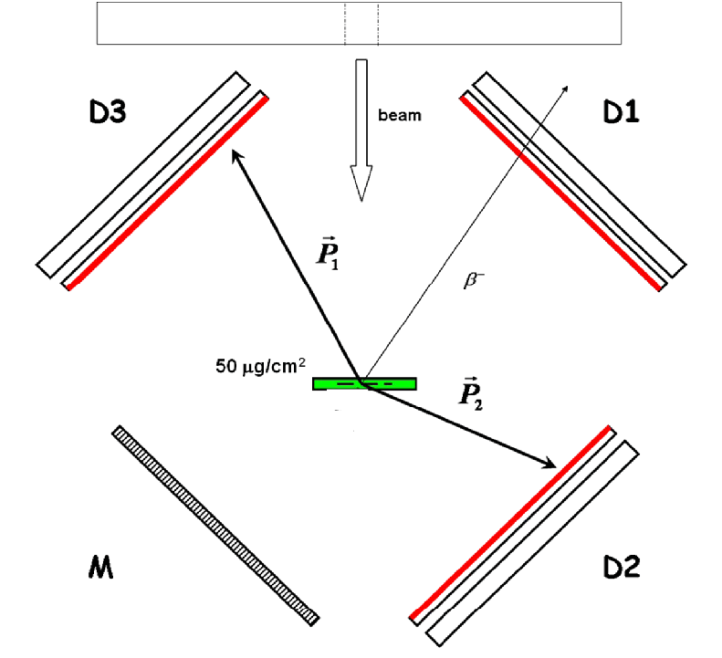 D3
D1
beam
P⃗₁
β⁻
50 μg/cm²
P⃗₂
M
D2